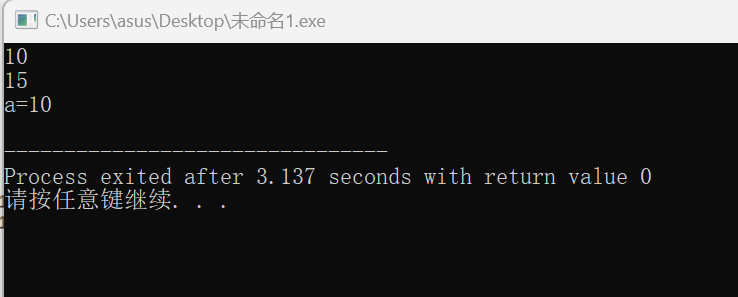 C:\Users\asus\Desktop\未命名1.exe
10
15
a=10
--------------------------------
Process exited after 3.137 seconds with return value 0
请按任意键继续. . .